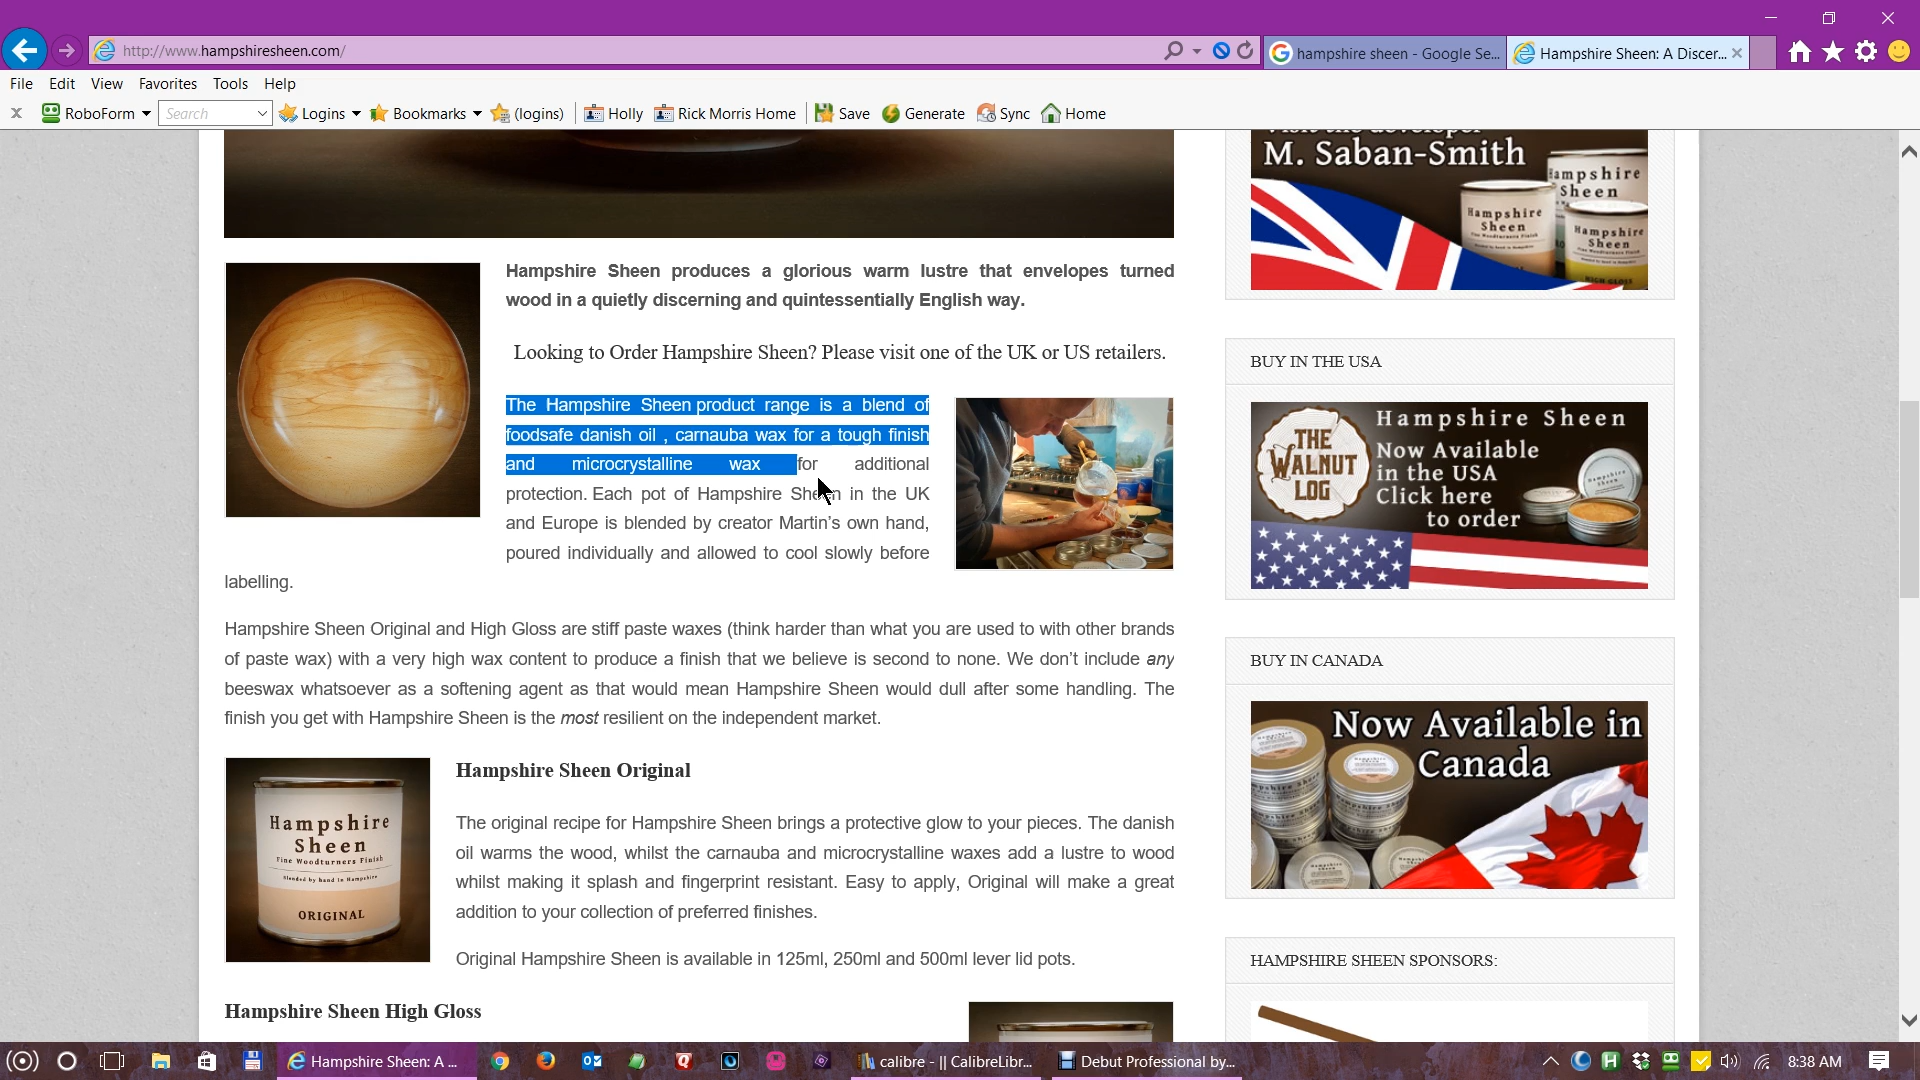 http://www.hampshiresheen.com/
hampshire sheen - Google Se...
Hampshire Sheen: A Discer...
File Edit View Favorites Tools Help
x RoboForm Search Logins Bookmarks (logins) Holly Rick Morris Home Save Generate Sync Home
Visit the developer
M. Saban-Smith
Hampshire
Sheen
Hampshire
Sheen
Hampshire
Sheen
HIGH GLOSS
Hampshire Sheen produces a glorious warm lustre that envelopes turned
wood in a quietly discerning and quintessentially English way.
Looking to Order Hampshire Sheen? Please visit one of the UK or US retailers.
The Hampshire Sheen product range is a blend of
foodsafe danish oil , carnauba wax for a tough finish
and microcrystalline wax for additional
protection. Each pot of Hampshire Sheen in the UK
and Europe is blended by creator Martin’s own hand,
poured individually and allowed to cool slowly before
labelling.
Hampshire Sheen Original and High Gloss are stiff paste waxes (think harder than what you are used to with other brands
of paste wax) with a very high wax content to produce a finish that we believe is second to none. We don’t include any
beeswax whatsoever as a softening agent as that would mean Hampshire Sheen would dull after some handling. The
finish you get with Hampshire Sheen is the most resilient on the independent market.
Hampshire
Sheen
Fine Woodturners Finish
Blended by hand in Hampshire
ORIGINAL
Hampshire Sheen Original
The original recipe for Hampshire Sheen brings a protective glow to your pieces. The danish
oil warms the wood, whilst the carnauba and microcrystalline waxes add a lustre to wood
whilst making it splash and fingerprint resistant. Easy to apply, Original will make a great
addition to your collection of preferred finishes.
Original Hampshire Sheen is available in 125ml, 250ml and 500ml lever lid pots.
Hampshire Sheen High Gloss
BUY IN THE USA
THE
WALNUT
LOG
Hampshire Sheen
Now Available
in the USA
Click here
to order
BUY IN CANADA
Now Available in
Canada
HAMPSHIRE SHEEN SPONSORS:
Hampshire Sheen: A ...
calibre - || CalibreLibr...
Debut Professional by...
8:38 AM